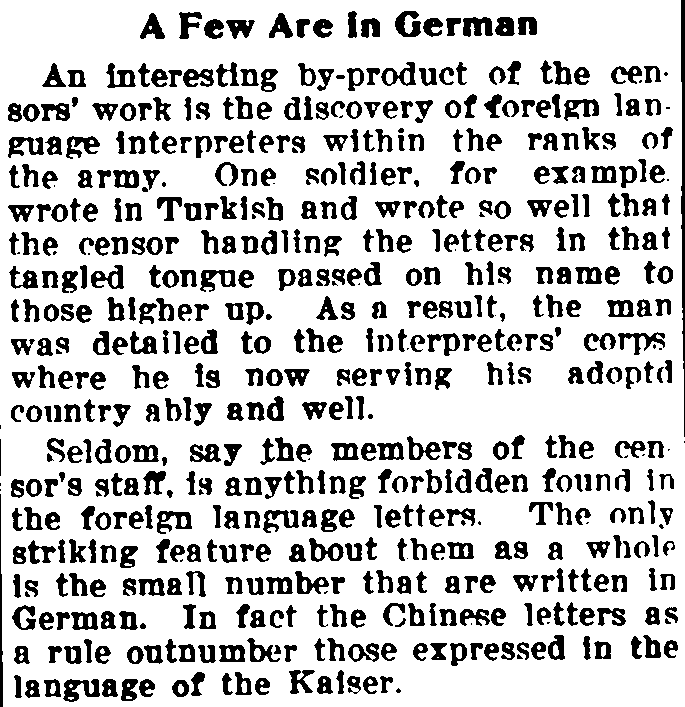 A Few Are in German
An interesting by-product of the cen-
sors' work is the discovery of foreign lan-
guage interpreters within the ranks of
the army. One soldier, for example.
wrote in Turkish and wrote so well that
the censor handling the letters in that
tangled tongue passed on his name to
those higher up. As a result, the man
was detailed to the interpreters' corps
where he is now serving his adoptd
country ably and well.
Seldom, say the members of the cen-
sor's staff, is anything forbidden found in
the foreign language letters. The only
striking feature about them as a whole
is the small number that are written in
German. In fact the Chinese letters as
a rule outnumber those expressed in the
language of the Kaiser.